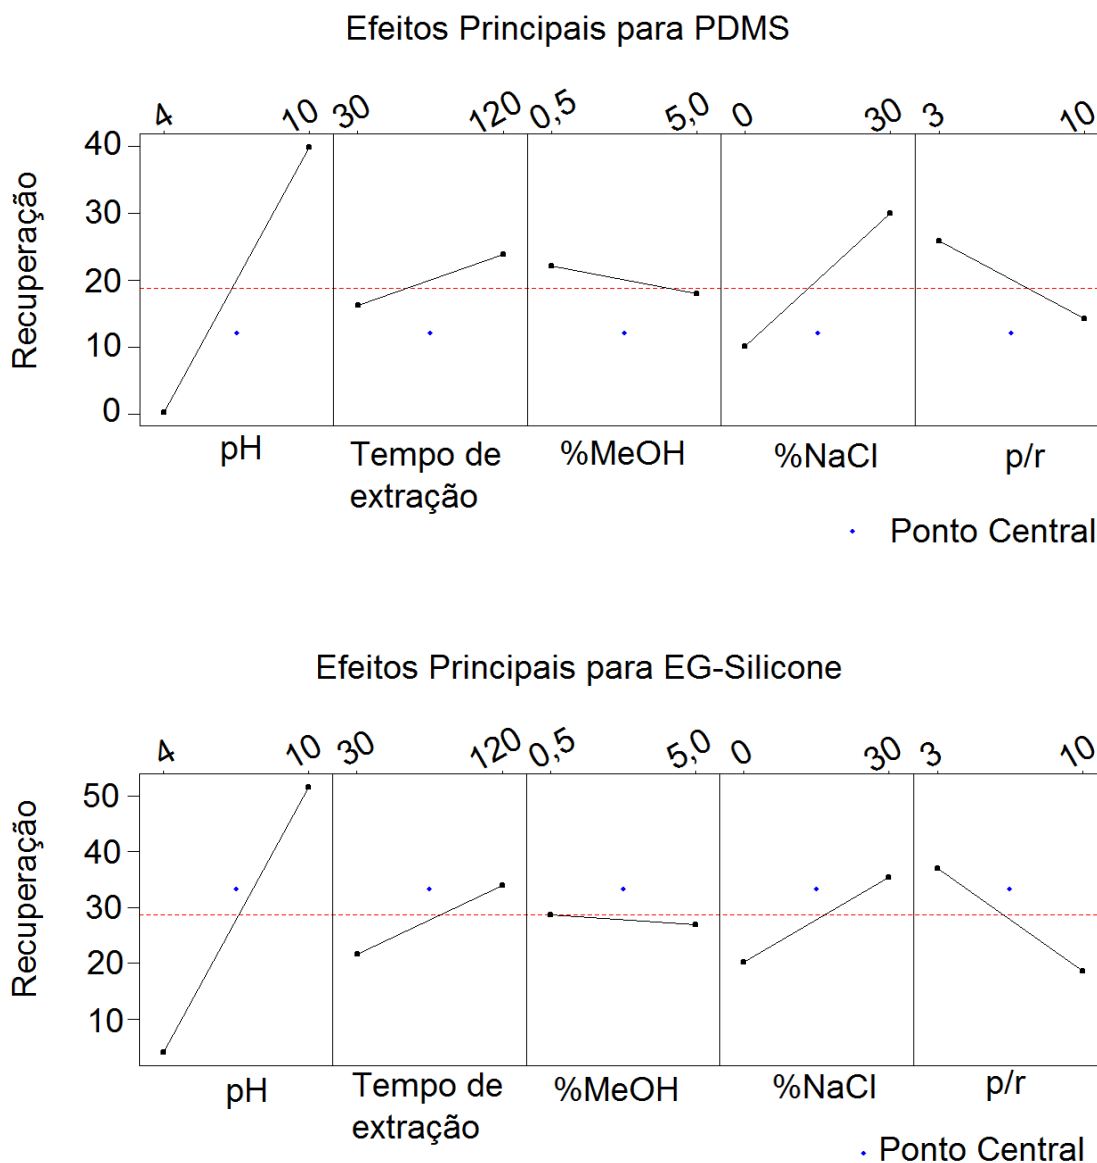 Efeitos Principais para PDMS
4 10 30 120 0,5 5,0 0 30 3 10
Recuperação
40
30
20
10
0
pH Tempo de extração %MeOH %NaCl p/r
Ponto Central
Efeitos Principais para EG-Silicone
4 10 30 120 0,5 5,0 0 30 3 10
Recuperação
50
40
30
20
10
pH Tempo de extração %MeOH %NaCl p/r
Ponto Central